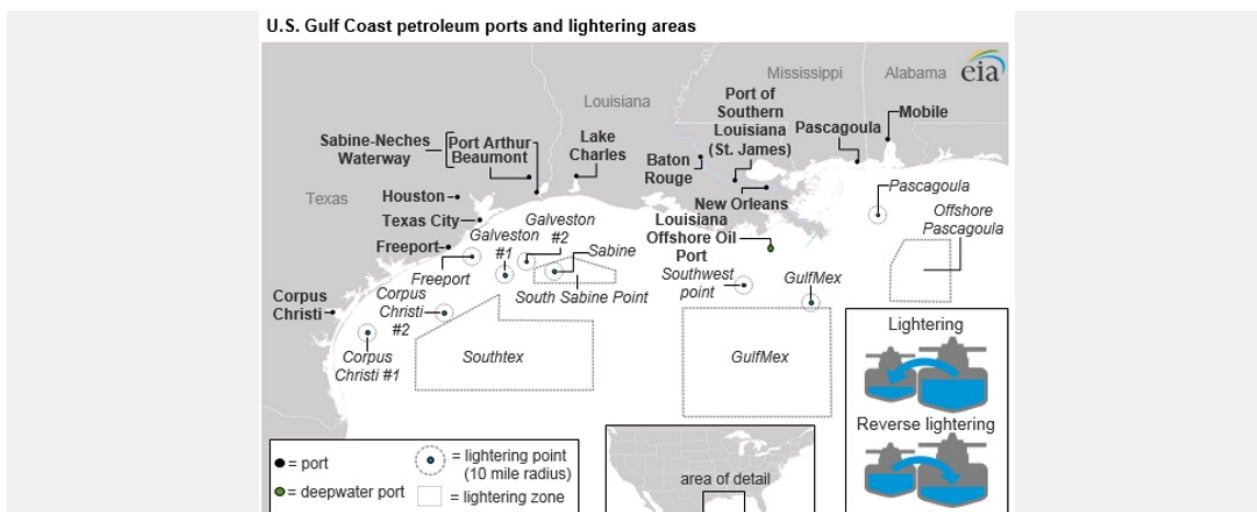 U.S. Gulf Coast petroleum ports and lightering areas
eia
Mississippi
Alabama
Louisiana
Texas
Port of
Southern
Louisiana
(St. James)
Pascagoula
Mobile
Sabine-Neches
Waterway
Port Arthur
Beaumont
Lake
Charles
Baton
Rouge
New Orleans
Houston
Texas City
Freeport
Corpus
Christi
Louisiana
Offshore Oil
Port
Pascagoula
Offshore
Pascagoula
Galveston
#2
Galveston
#1
Sabine
Freeport
South Sabine Point
Southwest
point
GulfMex
Corpus
Christi
#2
Corpus
Christi #1
Southtex
GulfMex
Lightering
Reverse lightering
= port
= deepwater port
= lightering point
(10 mile radius)
= lightering zone
area of detail